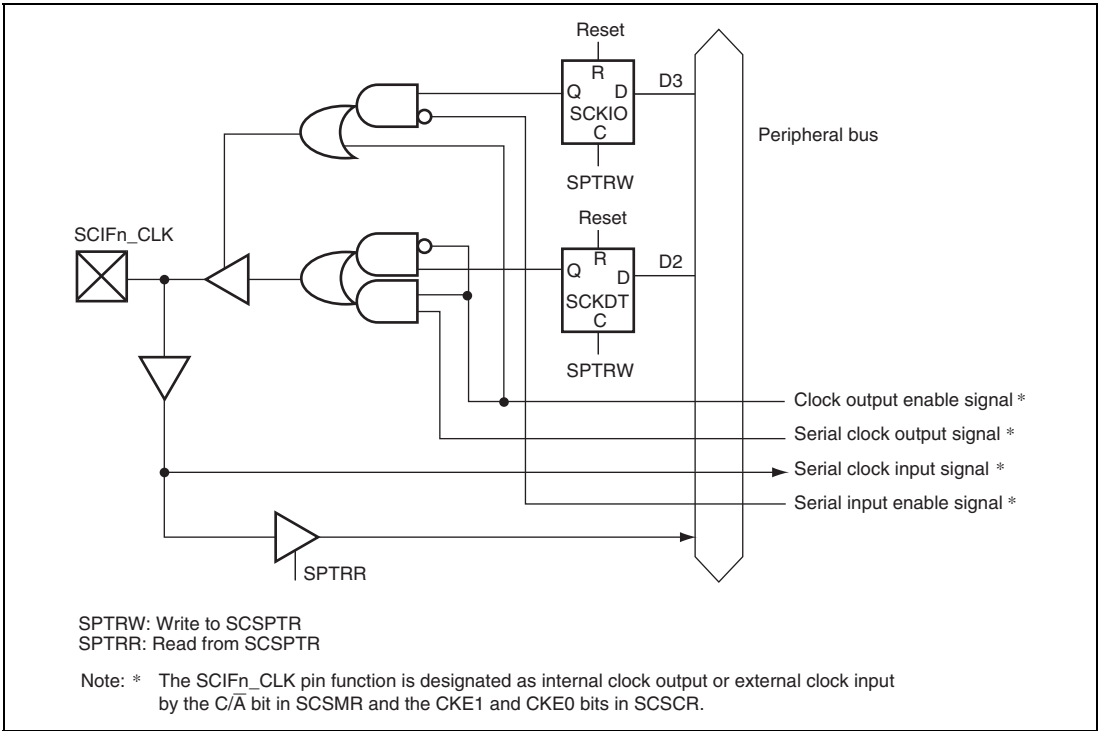 Reset
R
Q D
D3
SCKIO
C
Peripheral bus
SPTRW
Reset
SCIFn_CLK
R
Q D
D2
SCKDT
C
SPTRW
Clock output enable signal *
Serial clock output signal *
Serial clock input signal *
Serial input enable signal *
SPTRR
SPTRW: Write to SCSPTR
SPTRR: Read from SCSPTR
Note: * The SCIFn_CLK pin function is designated as internal clock output or external clock input
by the C/A̅ bit in SCSMR and the CKE1 and CKE0 bits in SCSCR.